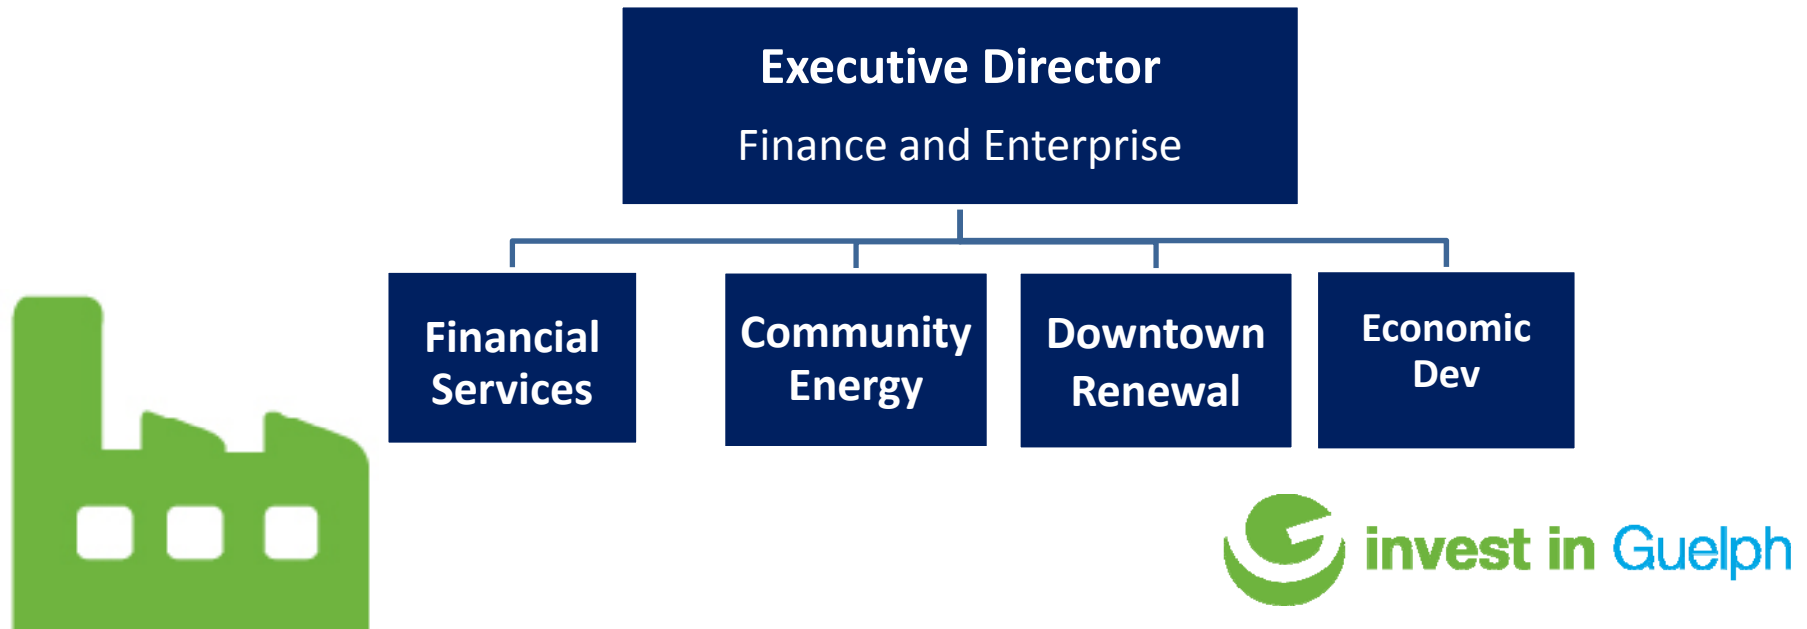 Executive Director
Finance and Enterprise
Financial
Services
Community
Energy
Downtown
Renewal
Economic
Dev
invest in Guelph